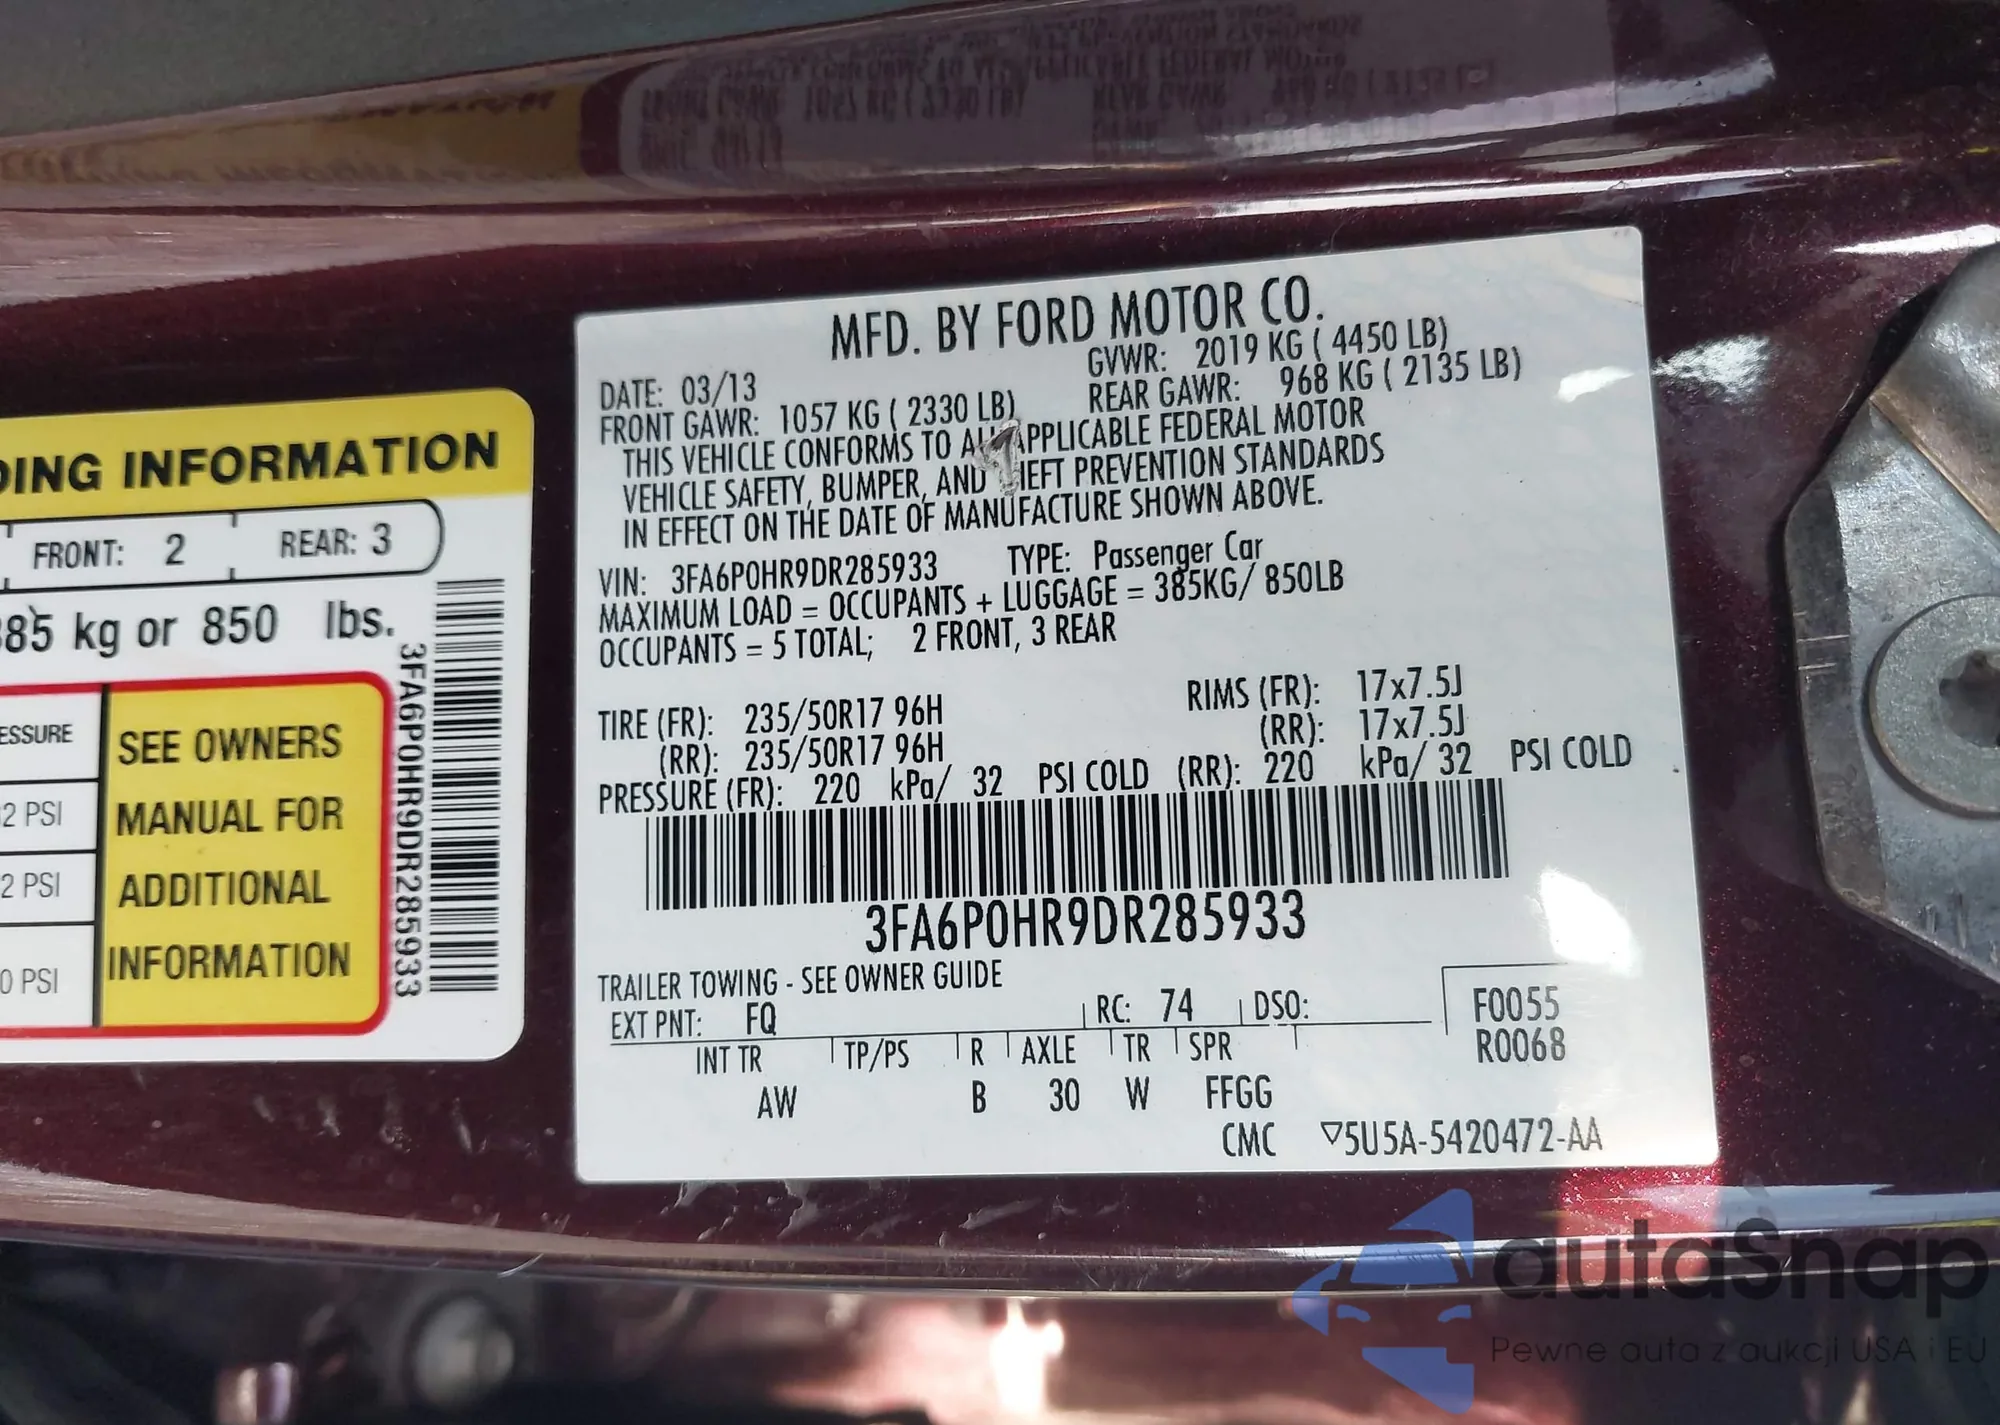 DING INFORMATION
FRONT: 2 REAR: 3
385 kg or 850 lbs.
ESSURE
2 PSI
2 PSI
0 PSI
SEE OWNERS
MANUAL FOR
ADDITIONAL
INFORMATION
3FA6P0HR9DR285933
MFD. BY FORD MOTOR CO.
DATE: 03/13 GVWR: 2019 KG ( 4450 LB)
FRONT GAWR: 1057 KG ( 2330 LB) REAR GAWR: 968 KG ( 2135 LB)
THIS VEHICLE CONFORMS TO ALL APPLICABLE FEDERAL MOTOR
VEHICLE SAFETY, BUMPER, AND THEFT PREVENTION STANDARDS
IN EFFECT ON THE DATE OF MANUFACTURE SHOWN ABOVE.
VIN: 3FA6P0HR9DR285933 TYPE: Passenger Car
MAXIMUM LOAD = OCCUPANTS + LUGGAGE = 385KG/ 850LB
OCCUPANTS = 5 TOTAL; 2 FRONT, 3 REAR
TIRE (FR): 235/50R17 96H RIMS (FR): 17x7.5J
(RR): 235/50R17 96H (RR): 17x7.5J
PRESSURE (FR): 220 kPa/ 32 PSI COLD (RR): 220 kPa/ 32 PSI COLD
3FA6P0HR9DR285933
TRAILER TOWING - SEE OWNER GUIDE
EXT PNT: FQ RC: 74 DSO: F0055
R0068
INT TR TP/PS R AXLE TR SPR
AW B 30 W FFGG
CMC ▽5U5A-5420472-AA
autaSnap
Pewne auta z aukcji USA i EU